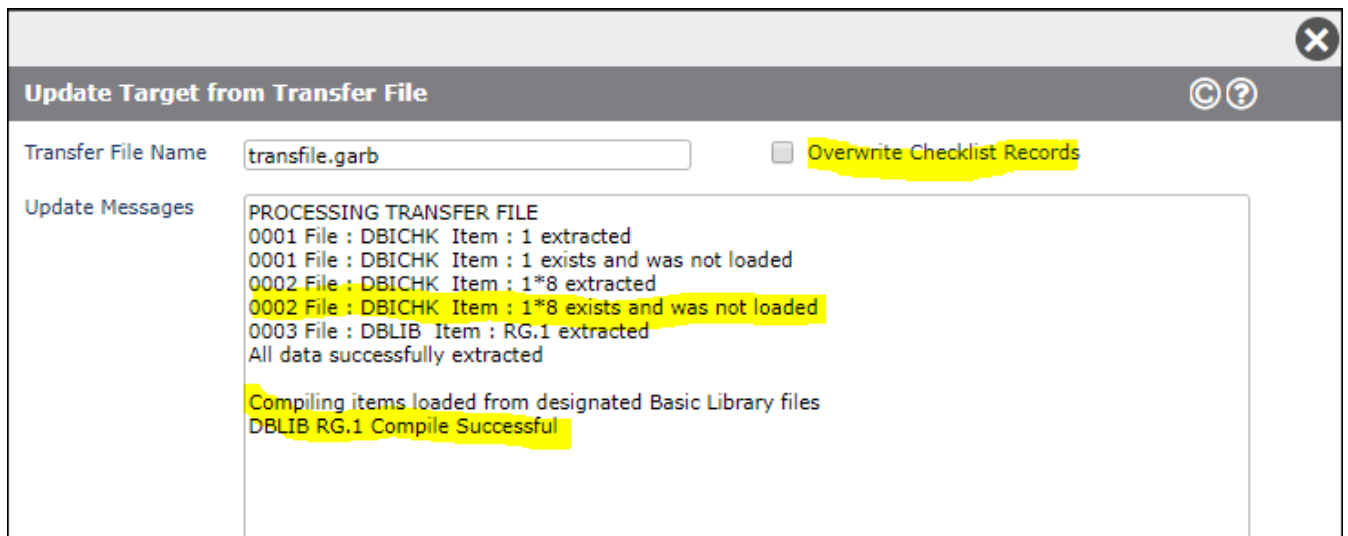 Update Target from Transfer File
Transfer File Name transfile.garb Overwrite Checklist Records
Update Messages
PROCESSING TRANSFER FILE
0001 File : DBICHK  Item : 1 extracted
0001 File : DBICHK  Item : 1 exists and was not loaded
0002 File : DBICHK  Item : 1*8 extracted
0002 File : DBICHK  Item : 1*8 exists and was not loaded
0003 File : DBLIB  Item : RG.1 extracted
All data successfully extracted
Compiling items loaded from designated Basic Library files
DBLIB RG.1 Compile Successful